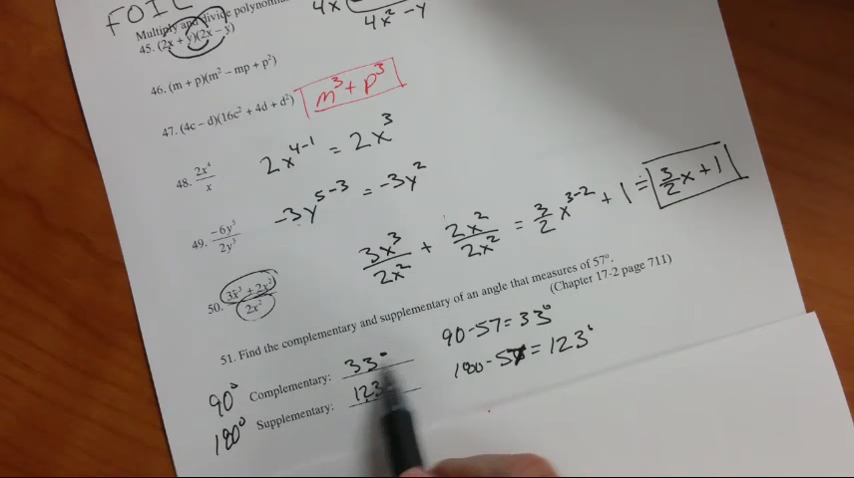 FOIL
4x
4x² - y
Multiply and divide polynomial
45. (2x + y)(2x – y)
46. (m + p)(m² – mp + p²)
m³ + p³
47. (4c – d)(16c² + 4d + d²)
48. 2x⁴/x
2x⁴⁻¹ = 2x³
49. -6y⁵/2y³
-3y⁵⁻³ = -3y²
50. 3x³ + 2x²/2x²
3x³/2x² + 2x²/2x² = 3/2 x³⁻² + 1 = 3/2 x + 1
51. Find the complementary and supplementary of an angle that measures of 57°.
(Chapter 17-2 page 711)
90° Complementary: 33°
90 - 57 = 33°
180° Supplementary: 123
180 - 57 = 123°